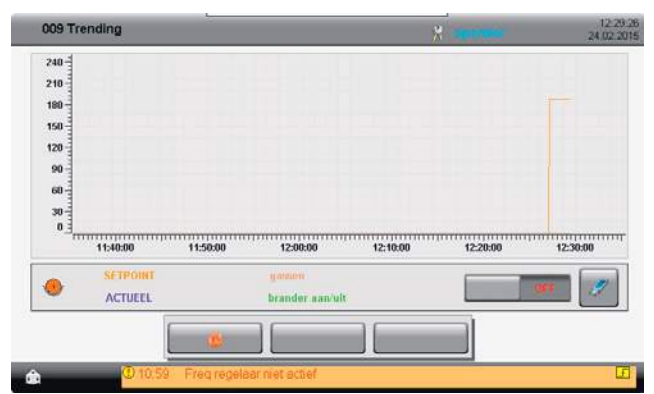 009 Trending
operator
12:29:26
24.02.2015
240
210
180
150
120
90
60
30
0
11:40:00 11:50:00 12:00:00 12:10:00 12:20:00 12:30:00
SETPOINT
ACTUEEL
brander aan/uit
OFF
10:59 Freq regelaar niet actief